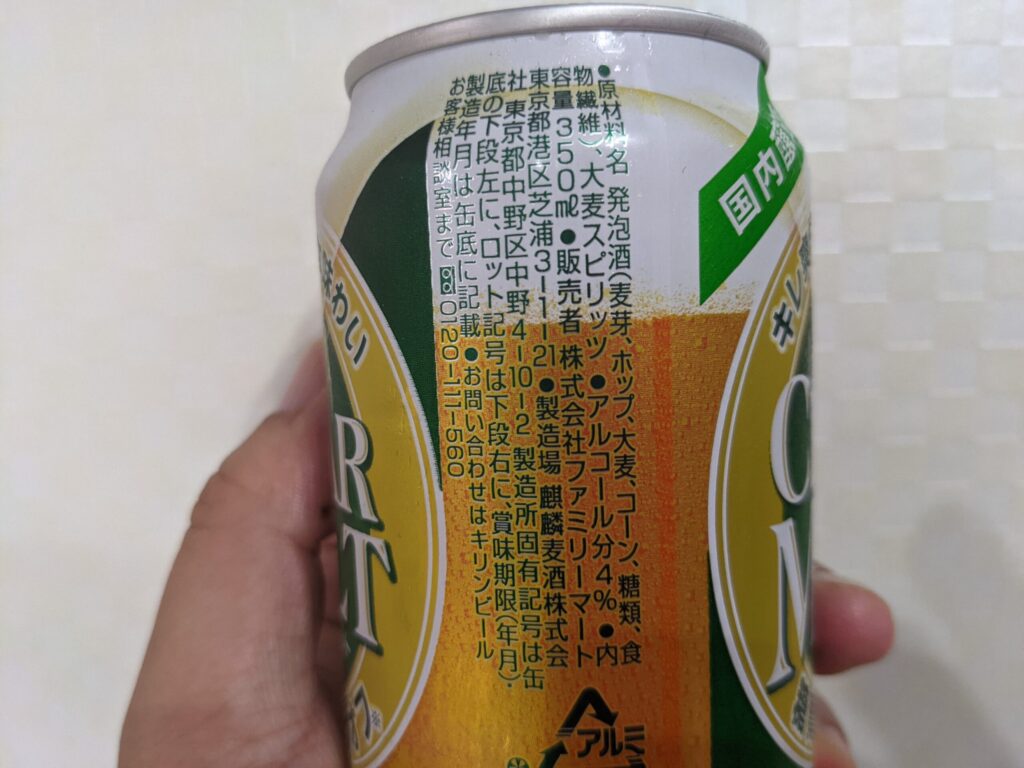 ●原材料名 発泡酒(麦芽、ホップ、大麦、コーン、糖類、食
物繊維)、大麦スピリッツ ●アルコール分4% ●内
容量350㎖ ●販売者 株式会社ファミリーマート
東京都港区芝浦3-1-21 ●製造場 麒麟麦酒株式会
社 東京都中野区中野4-10-2 製造所固有記号は缶
底の下段左に、ロット記号は下段右に、賞味期限(年月)・
製造年月は缶底に記載 ●お問い合わせはキリンビール
お客様相談室まで 0120-111-560
国内
キレ
味わい
アルミ